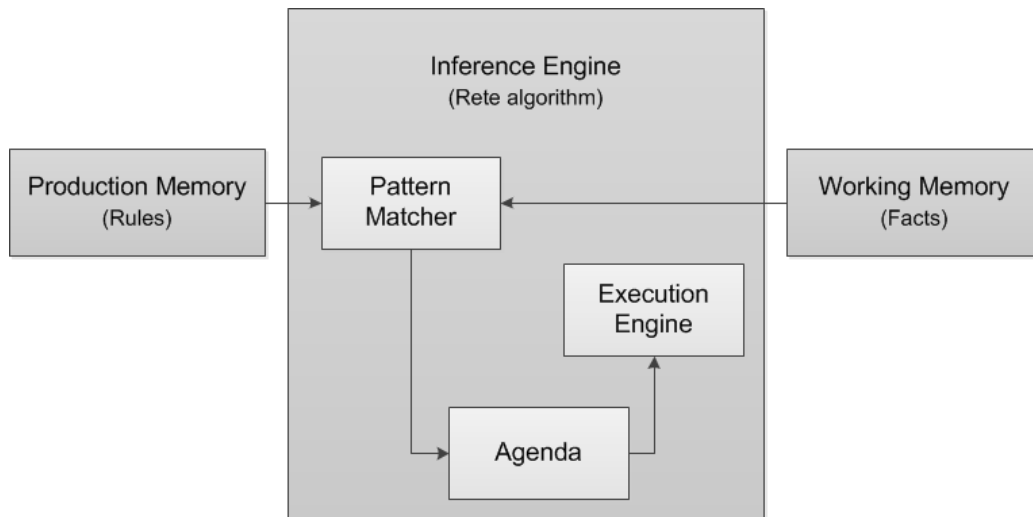 Inference Engine
(Rete algorithm)
Production Memory
(Rules)
Pattern
Matcher
Working Memory
(Facts)
Execution
Engine
Agenda